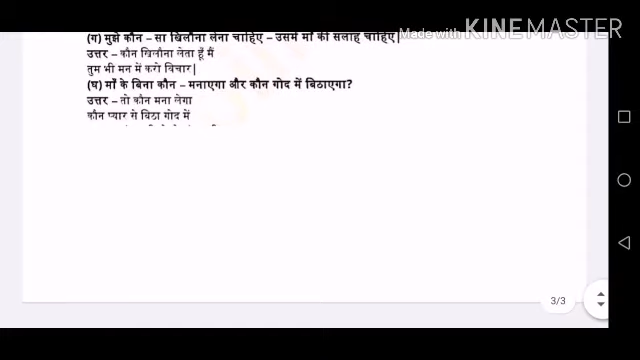 Made with KINEMASTER
(ग) मुझे कौन – सा खिलौना लेना चाहिए – उसमें माँ की सलाह चाहिए|
उत्तर – कौन खिलौना लेता हूँ मैं
तुम भी मन में करो विचार|
(घ) माँ के बिना कौन – मनाएगा और कौन गोद में बिठाएगा?
उत्तर – तो कौन मना लेगा
कौन प्यार से बिठा गोद में
3/3